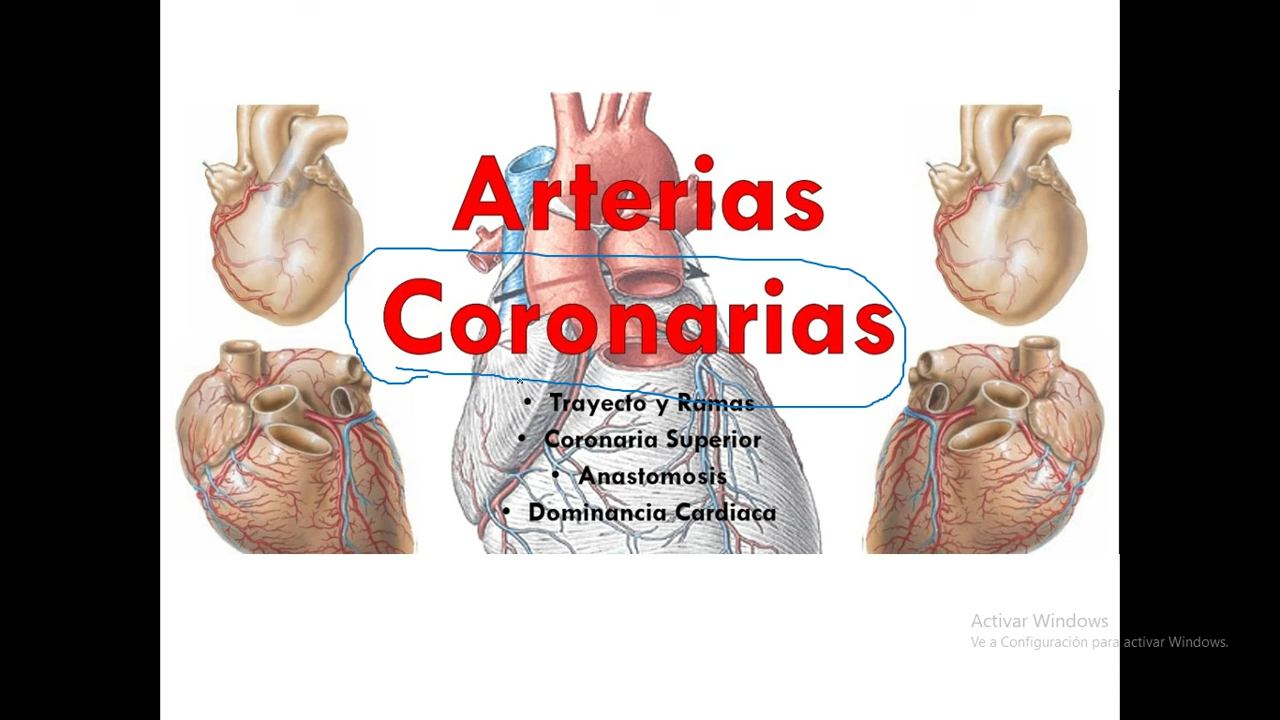 Arterias
Coronarias
• Trayecto y Ramas
• Coronaria Superior
• Anastomosis
• Dominancia Cardiaca
Activar Windows
Ve a Configuración para activar Windows.